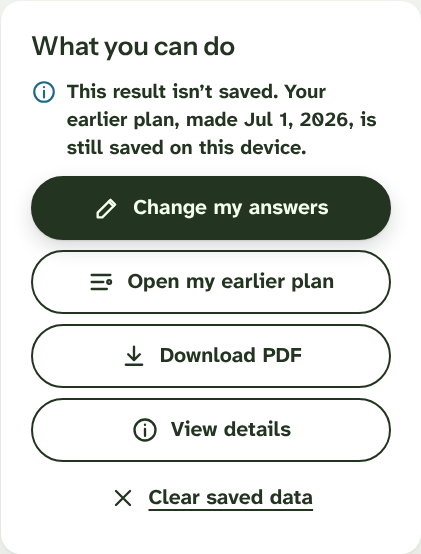 What you can do
This result isn’t saved. Your
earlier plan, made Jul 1, 2026, is
still saved on this device.
Change my answers
Open my earlier plan
Download PDF
View details
Clear saved data